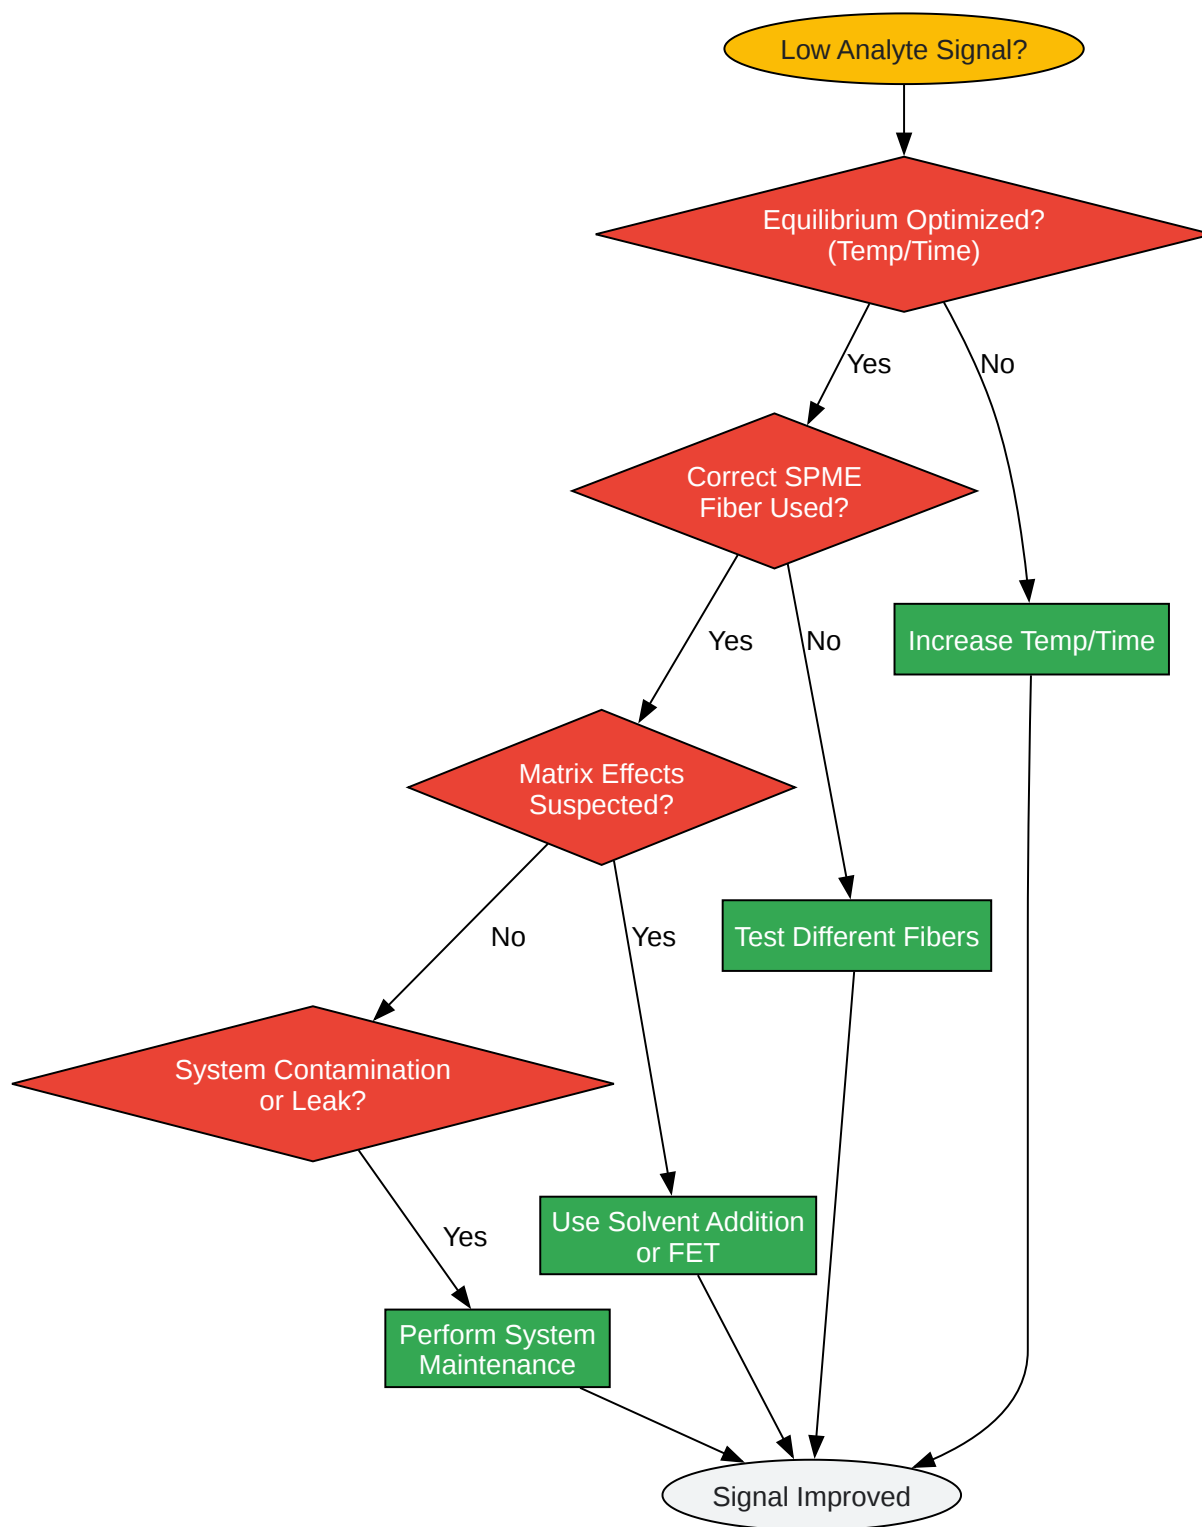 Low Analyte Signal?
Equilibrium Optimized?
(Temp/Time)
Yes
No
Correct SPME
Fiber Used?
Yes
No
Increase Temp/Time
Matrix Effects
Suspected?
No
Yes
Test Different Fibers
System Contamination
or Leak?
Yes
Use Solvent Addition
or FET
Perform System
Maintenance
Signal Improved